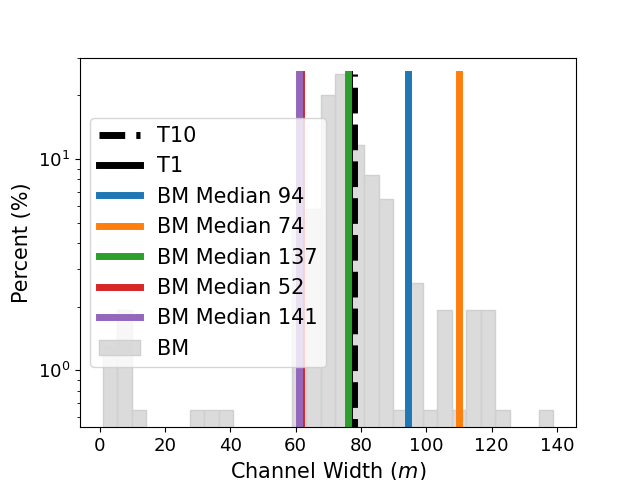 Percent (%)
10¹
10⁰
T10
T1
BM Median 94
BM Median 74
BM Median 137
BM Median 52
BM Median 141
BM
0 20 40 60 80 100 120 140
Channel Width (m)